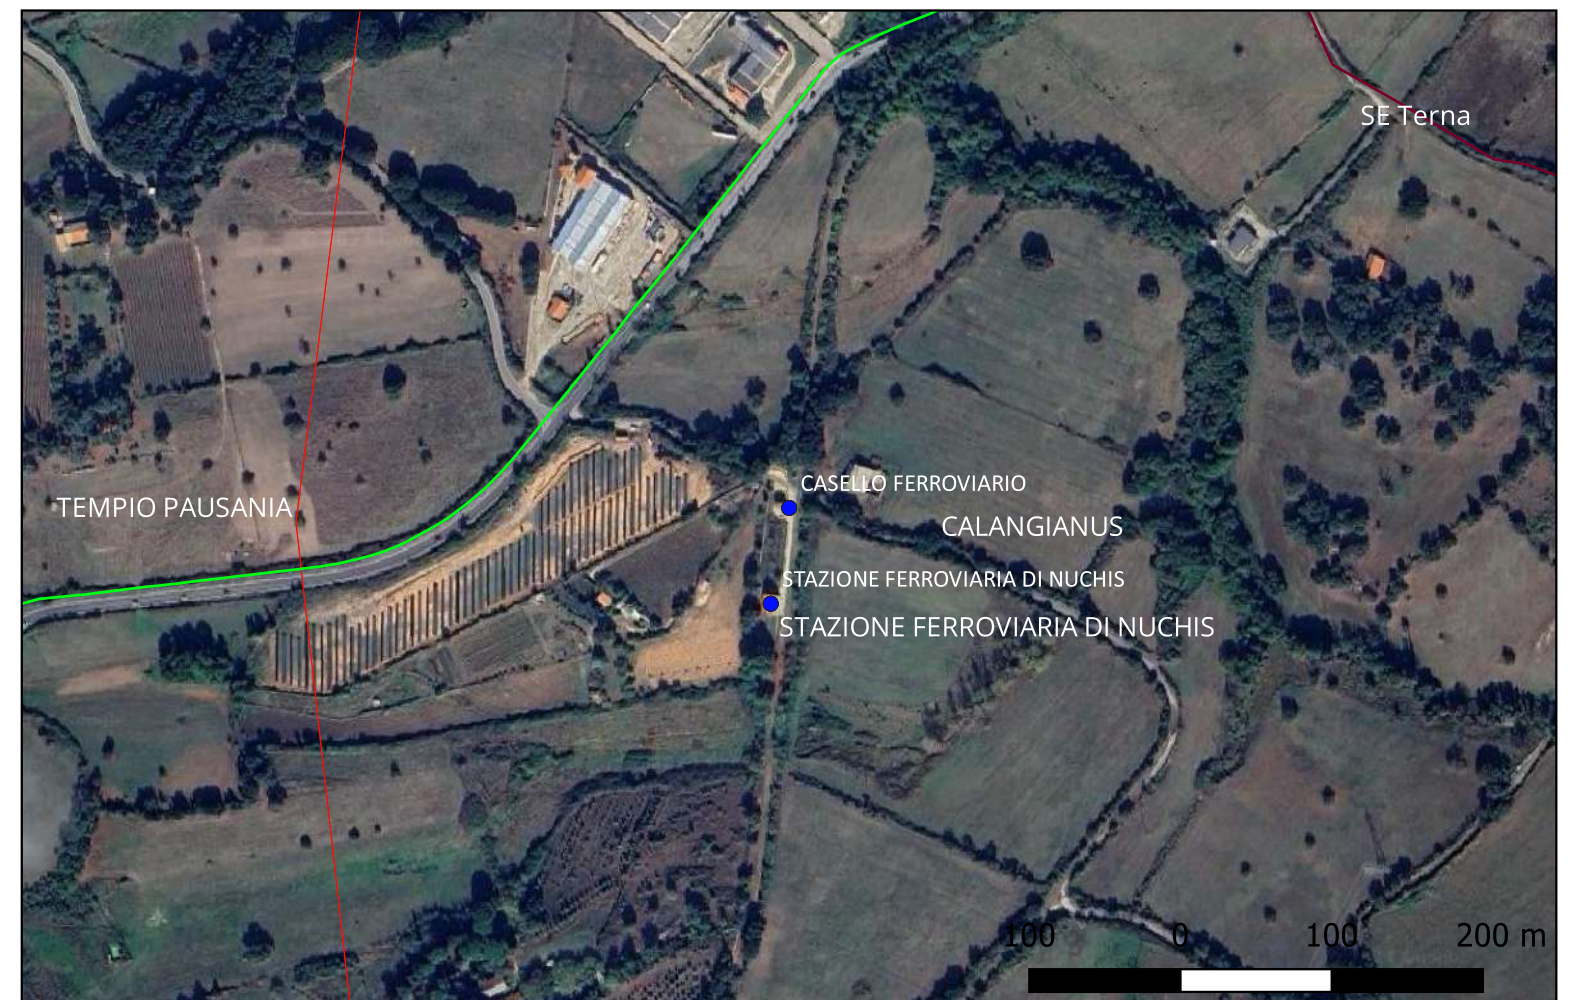 SE Terna
CASELLO FERROVIARIO
TEMPIO PAUSANIA
CALANGIANUS
STAZIONE FERROVIARIA DI NUCHIS
STAZIONE FERROVIARIA DI NUCHIS
100 0 100 200 m